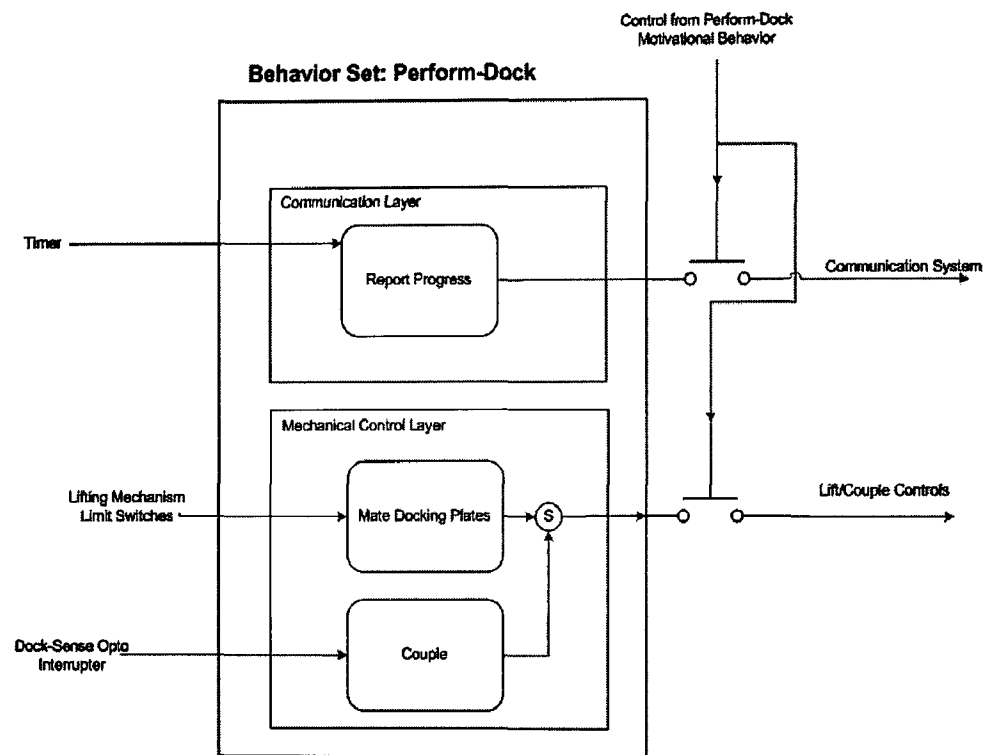 Control from Perform-Dock
Motivational Behavior
Behavior Set: Perform-Dock
Communication Layer
Timer
Report Progress
Communication System
Mechanical Control Layer
Lifting Mechanism
Limit Switches
Mate Docking Plates
S
Lift/Couple Controls
Dock-Sense Opto
Interrupter
Couple